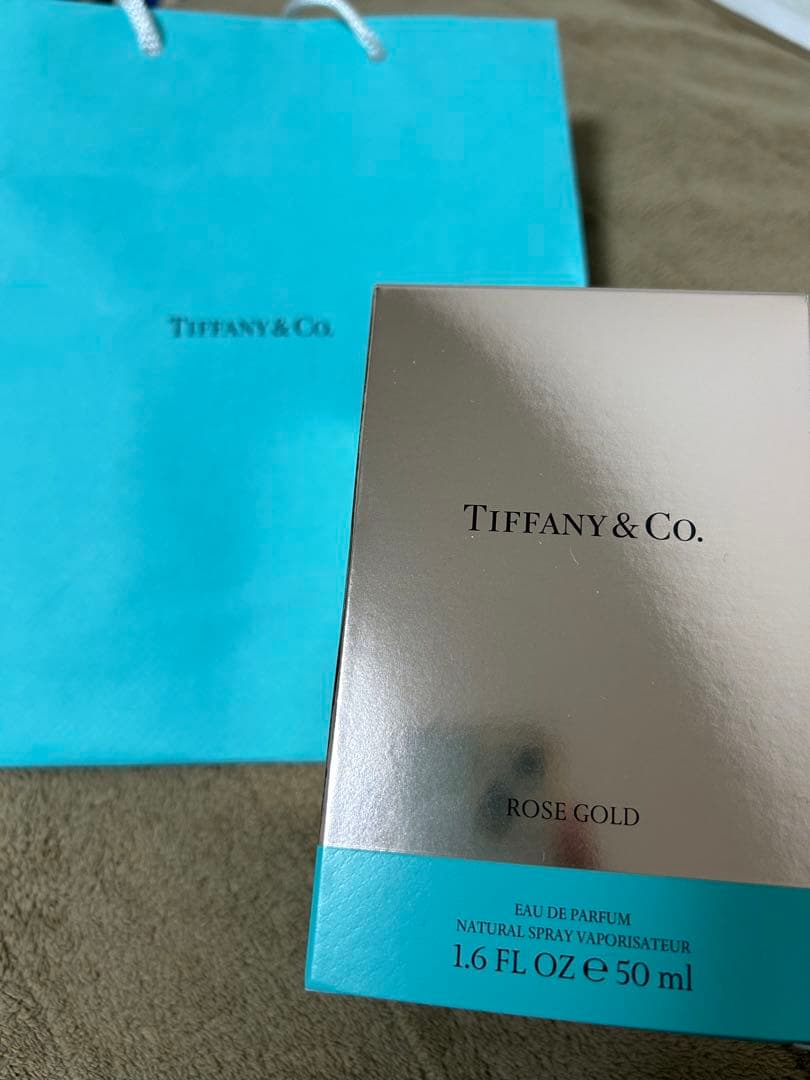 TIFFANY & CO.
TIFFANY & CO.
ROSE GOLD
EAU DE PARFUM
NATURAL SPRAY VAPORISATEUR
1.6 FL OZ ℮ 50 ml